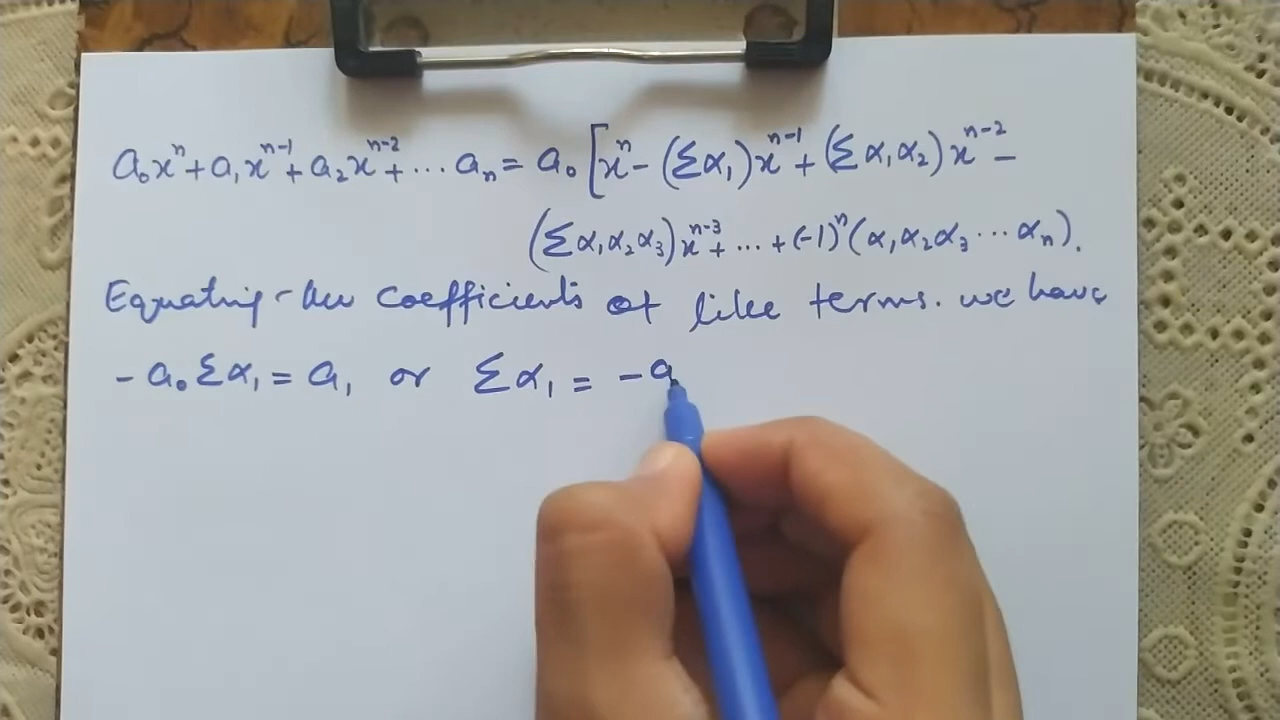 a₀xⁿ + a₁xⁿ⁻¹ + a₂xⁿ⁻² + ... aₙ = a₀ [xⁿ - (Σα₁)xⁿ⁻¹ + (Σα₁α₂)xⁿ⁻² -
(Σα₁α₂α₃)xⁿ⁻³ + ... + (-1)ⁿ(α₁α₂α₃ ... αₙ).
Equating the coefficients of like terms. we have
- a₀Σα₁ = a₁ or Σα₁ = - a